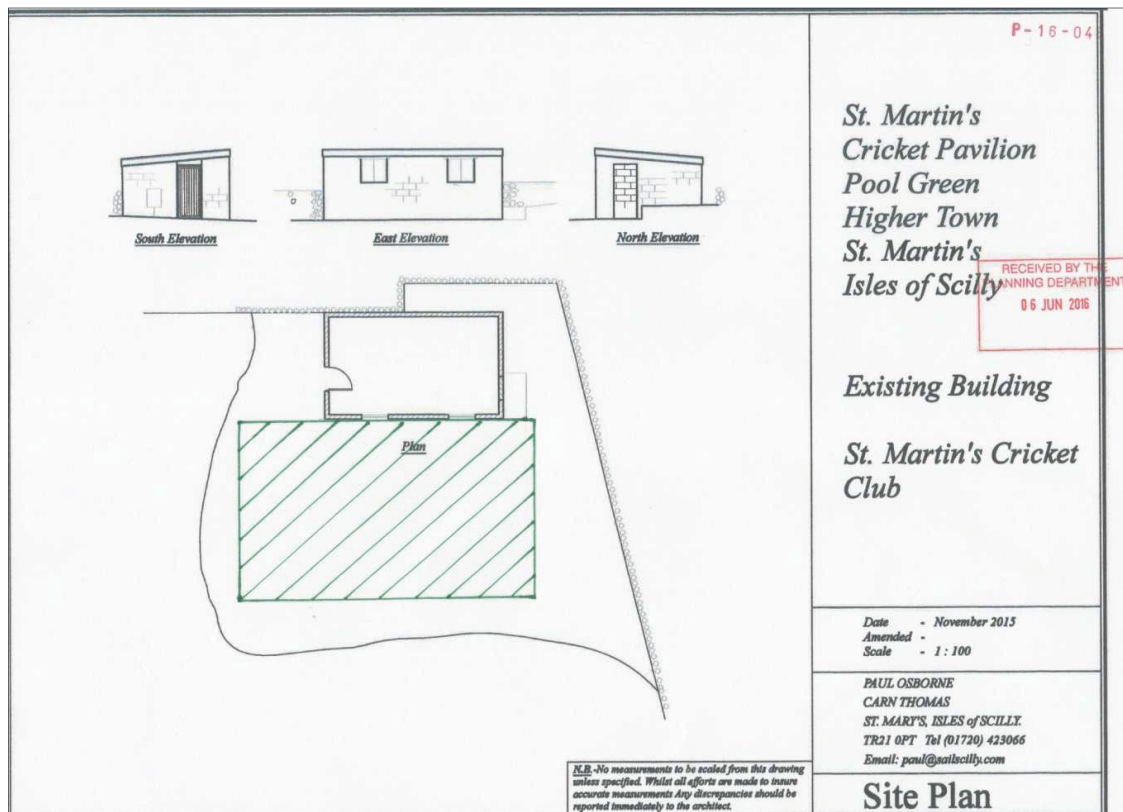 P-16-04
St. Martin's
Cricket Pavilion
Pool Green
Higher Town
St. Martin's
Isles of Scilly
RECEIVED BY THE
PLANNING DEPARTMENT
06 JUN 2016
Existing Building
St. Martin's Cricket
Club
South Elevation
East Elevation
North Elevation
Plan
Date - November 2015
Amended -
Scale - 1 : 100
PAUL OSBORNE
CARN THOMAS
ST. MARY'S, ISLES of SCILLY.
TR21 0PT Tel (01720) 423066
Email: paul@sailscilly.com
N.B.-No measurements to be scaled from this drawing
unless specified. Whilst all efforts are made to insure
accurate measurements Any discrepancies should be
reported immediately to the architect.
Site Plan